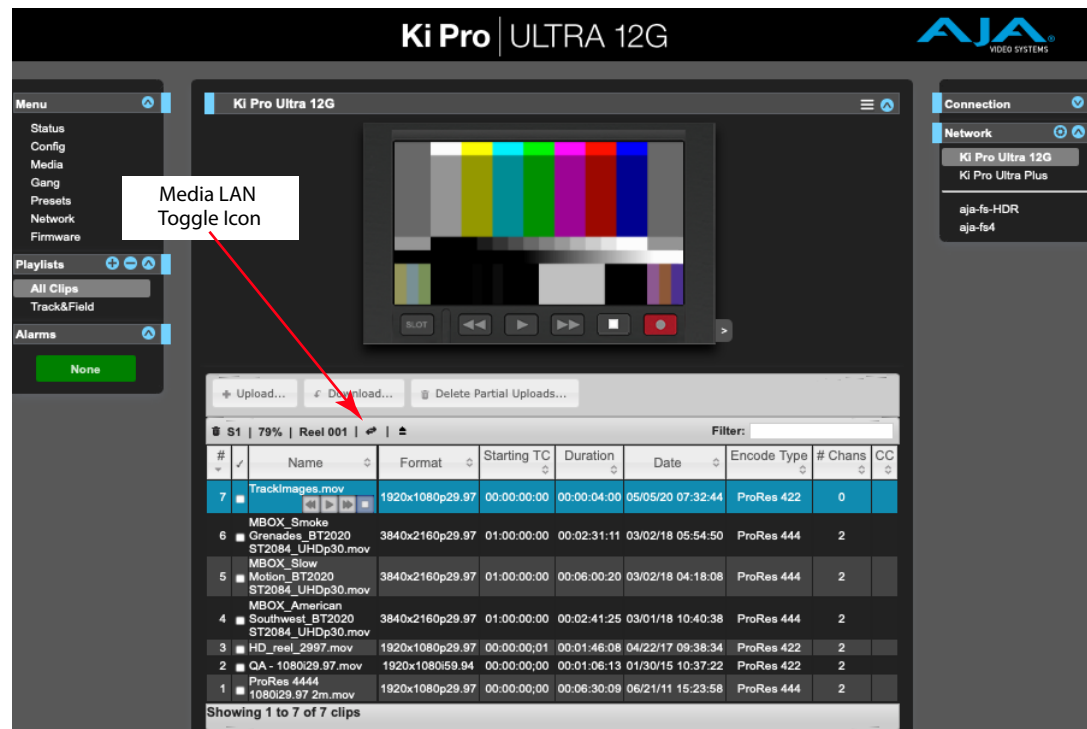 Ki Pro | ULTRA 12G
AJA
VIDEO SYSTEMS
Menu
Status
Config
Media
Gang
Presets
Network
Firmware
Playlists
All Clips
Track&Field
Alarms
None
Media LAN
Toggle Icon
Ki Pro Ultra 12G
SLOT
>
Connection
Network
Ki Pro Ultra 12G
Ki Pro Ultra Plus
aja-fs-HDR
aja-fs4
Upload... Download... Delete Partial Uploads...
S1 | 79% | Reel 001 | | Filter:
# ✓ Name Format Starting TC Duration Date Encode Type # Chans CC
7 TrackImages.mov 1920x1080p29.97 00:00:00:00 00:00:04:00 05/05/20 07:32:44 ProRes 422 0
MBOX_Smoke
6 Grenades_BT2020 3840x2160p29.97 01:00:00:00 00:02:31:11 03/02/18 05:54:50 ProRes 444 2
ST2084_UHDp30.mov
MBOX_Slow
5 Motion_BT2020 3840x2160p29.97 01:00:00:00 00:06:00:20 03/02/18 04:18:08 ProRes 444 2
ST2084_UHDp30.mov
MBOX_American
4 Southwest_BT2020 3840x2160p29.97 01:00:00:00 00:02:41:25 03/01/18 10:40:38 ProRes 444 2
ST2084_UHDp30.mov
3 HD_reel_2997.mov 1920x1080p29.97 00:00:00;01 00:01:46:08 04/22/17 09:38:34 ProRes 422 2
2 QA - 1080i29.97.mov 1920x1080i59.94 00:00:00;00 00:01:06:13 01/30/15 10:37:22 ProRes 422 2
ProRes 4444
1 1080i29.97 2m.mov 1920x1080p29.97 00:00:00;00 00:06:30:09 06/21/11 15:23:58 ProRes 444 2
Showing 1 to 7 of 7 clips